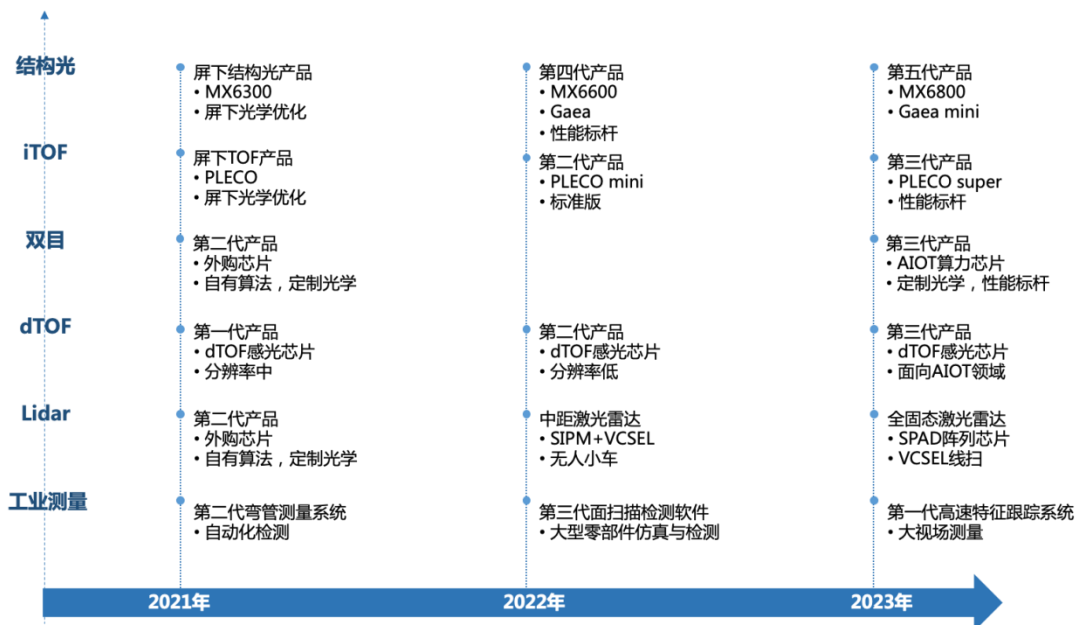 结构光
屏下结构光产品
• MX6300
• 屏下光学优化
第四代产品
• MX6600
• Gaea
• 性能标杆
第五代产品
• MX6800
• Gaea mini
iTOF
屏下TOF产品
• PLECO
• 屏下光学优化
第二代产品
• PLECO mini
• 标准版
第三代产品
• PLECO super
• 性能标杆
双目
第二代产品
• 外购芯片
• 自有算法，定制光学
第三代产品
• AIOT算力芯片
• 定制光学，性能标杆
dTOF
第一代产品
• dTOF感光芯片
• 分辨率中
第二代产品
• dTOF感光芯片
• 分辨率低
第三代产品
• dTOF感光芯片
• 面向AIOT领域
Lidar
第二代产品
• 外购芯片
• 自有算法，定制光学
中距激光雷达
• SIPM+VCSEL
• 无人小车
全固态激光雷达
• SPAD阵列芯片
• VCSEL线扫
工业测量
第二代弯管测量系统
• 自动化检测
第三代面扫描检测软件
• 大型零部件仿真与检测
第一代高速特征跟踪系统
• 大视场测量
2021年
2022年
2023年